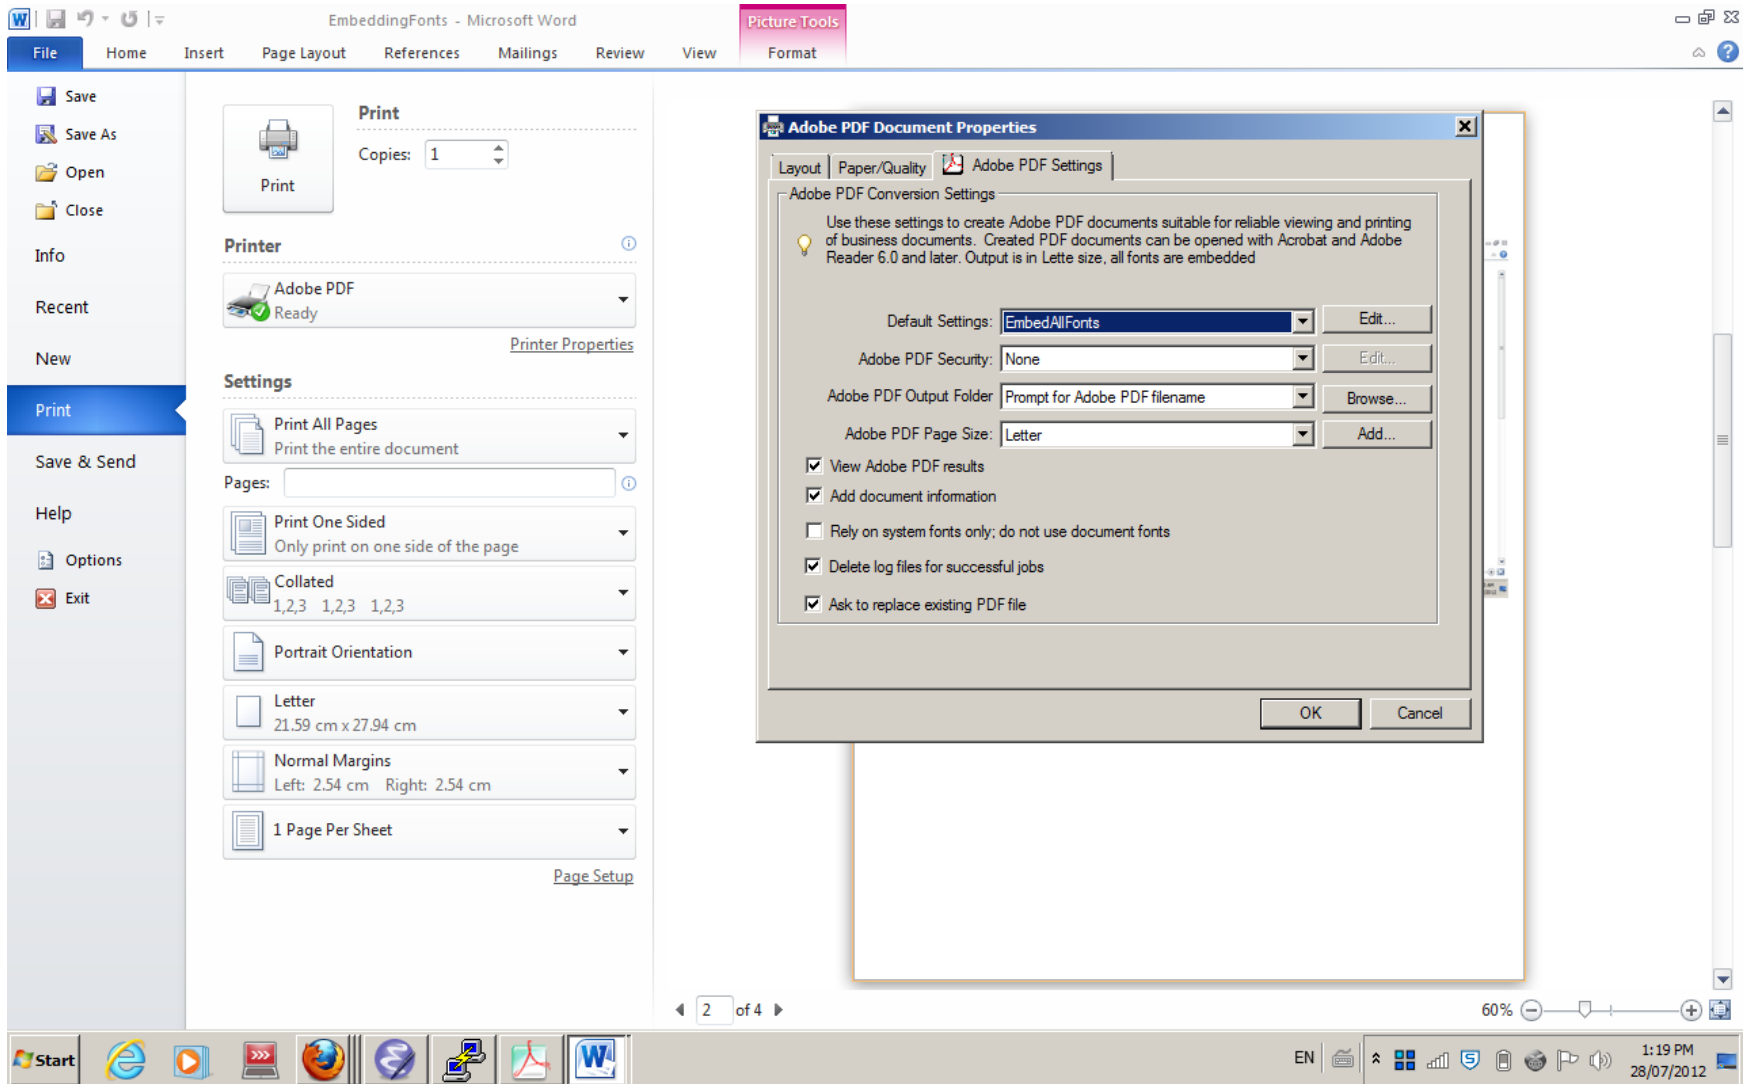 EmbeddingFonts - Microsoft Word
Picture Tools
File Home Insert Page Layout References Mailings Review View Format
Save
Save As
Open
Close
Info
Recent
New
Print
Save & Send
Help
Options
Exit
Print
Print
Copies: 1
Printer
Adobe PDF
Ready
Printer Properties
Settings
Print All Pages
Print the entire document
Pages:
Print One Sided
Only print on one side of the page
Collated
1,2,3 1,2,3 1,2,3
Portrait Orientation
Letter
21.59 cm x 27.94 cm
Normal Margins
Left: 2.54 cm Right: 2.54 cm
1 Page Per Sheet
Page Setup
Adobe PDF Document Properties
Layout Paper/Quality Adobe PDF Settings
Adobe PDF Conversion Settings
Use these settings to create Adobe PDF documents suitable for reliable viewing and printing
of business documents. Created PDF documents can be opened with Acrobat and Adobe
Reader 6.0 and later. Output is in Lette size, all fonts are embedded
Default Settings: EmbedAllFonts Edit...
Adobe PDF Security: None Edit...
Adobe PDF Output Folder Prompt for Adobe PDF filename Browse...
Adobe PDF Page Size: Letter Add...
View Adobe PDF results
Add document information
Rely on system fonts only; do not use document fonts
Delete log files for successful jobs
Ask to replace existing PDF file
OK Cancel
2 of 4
60%
Start
EN
1:19 PM
28/07/2012